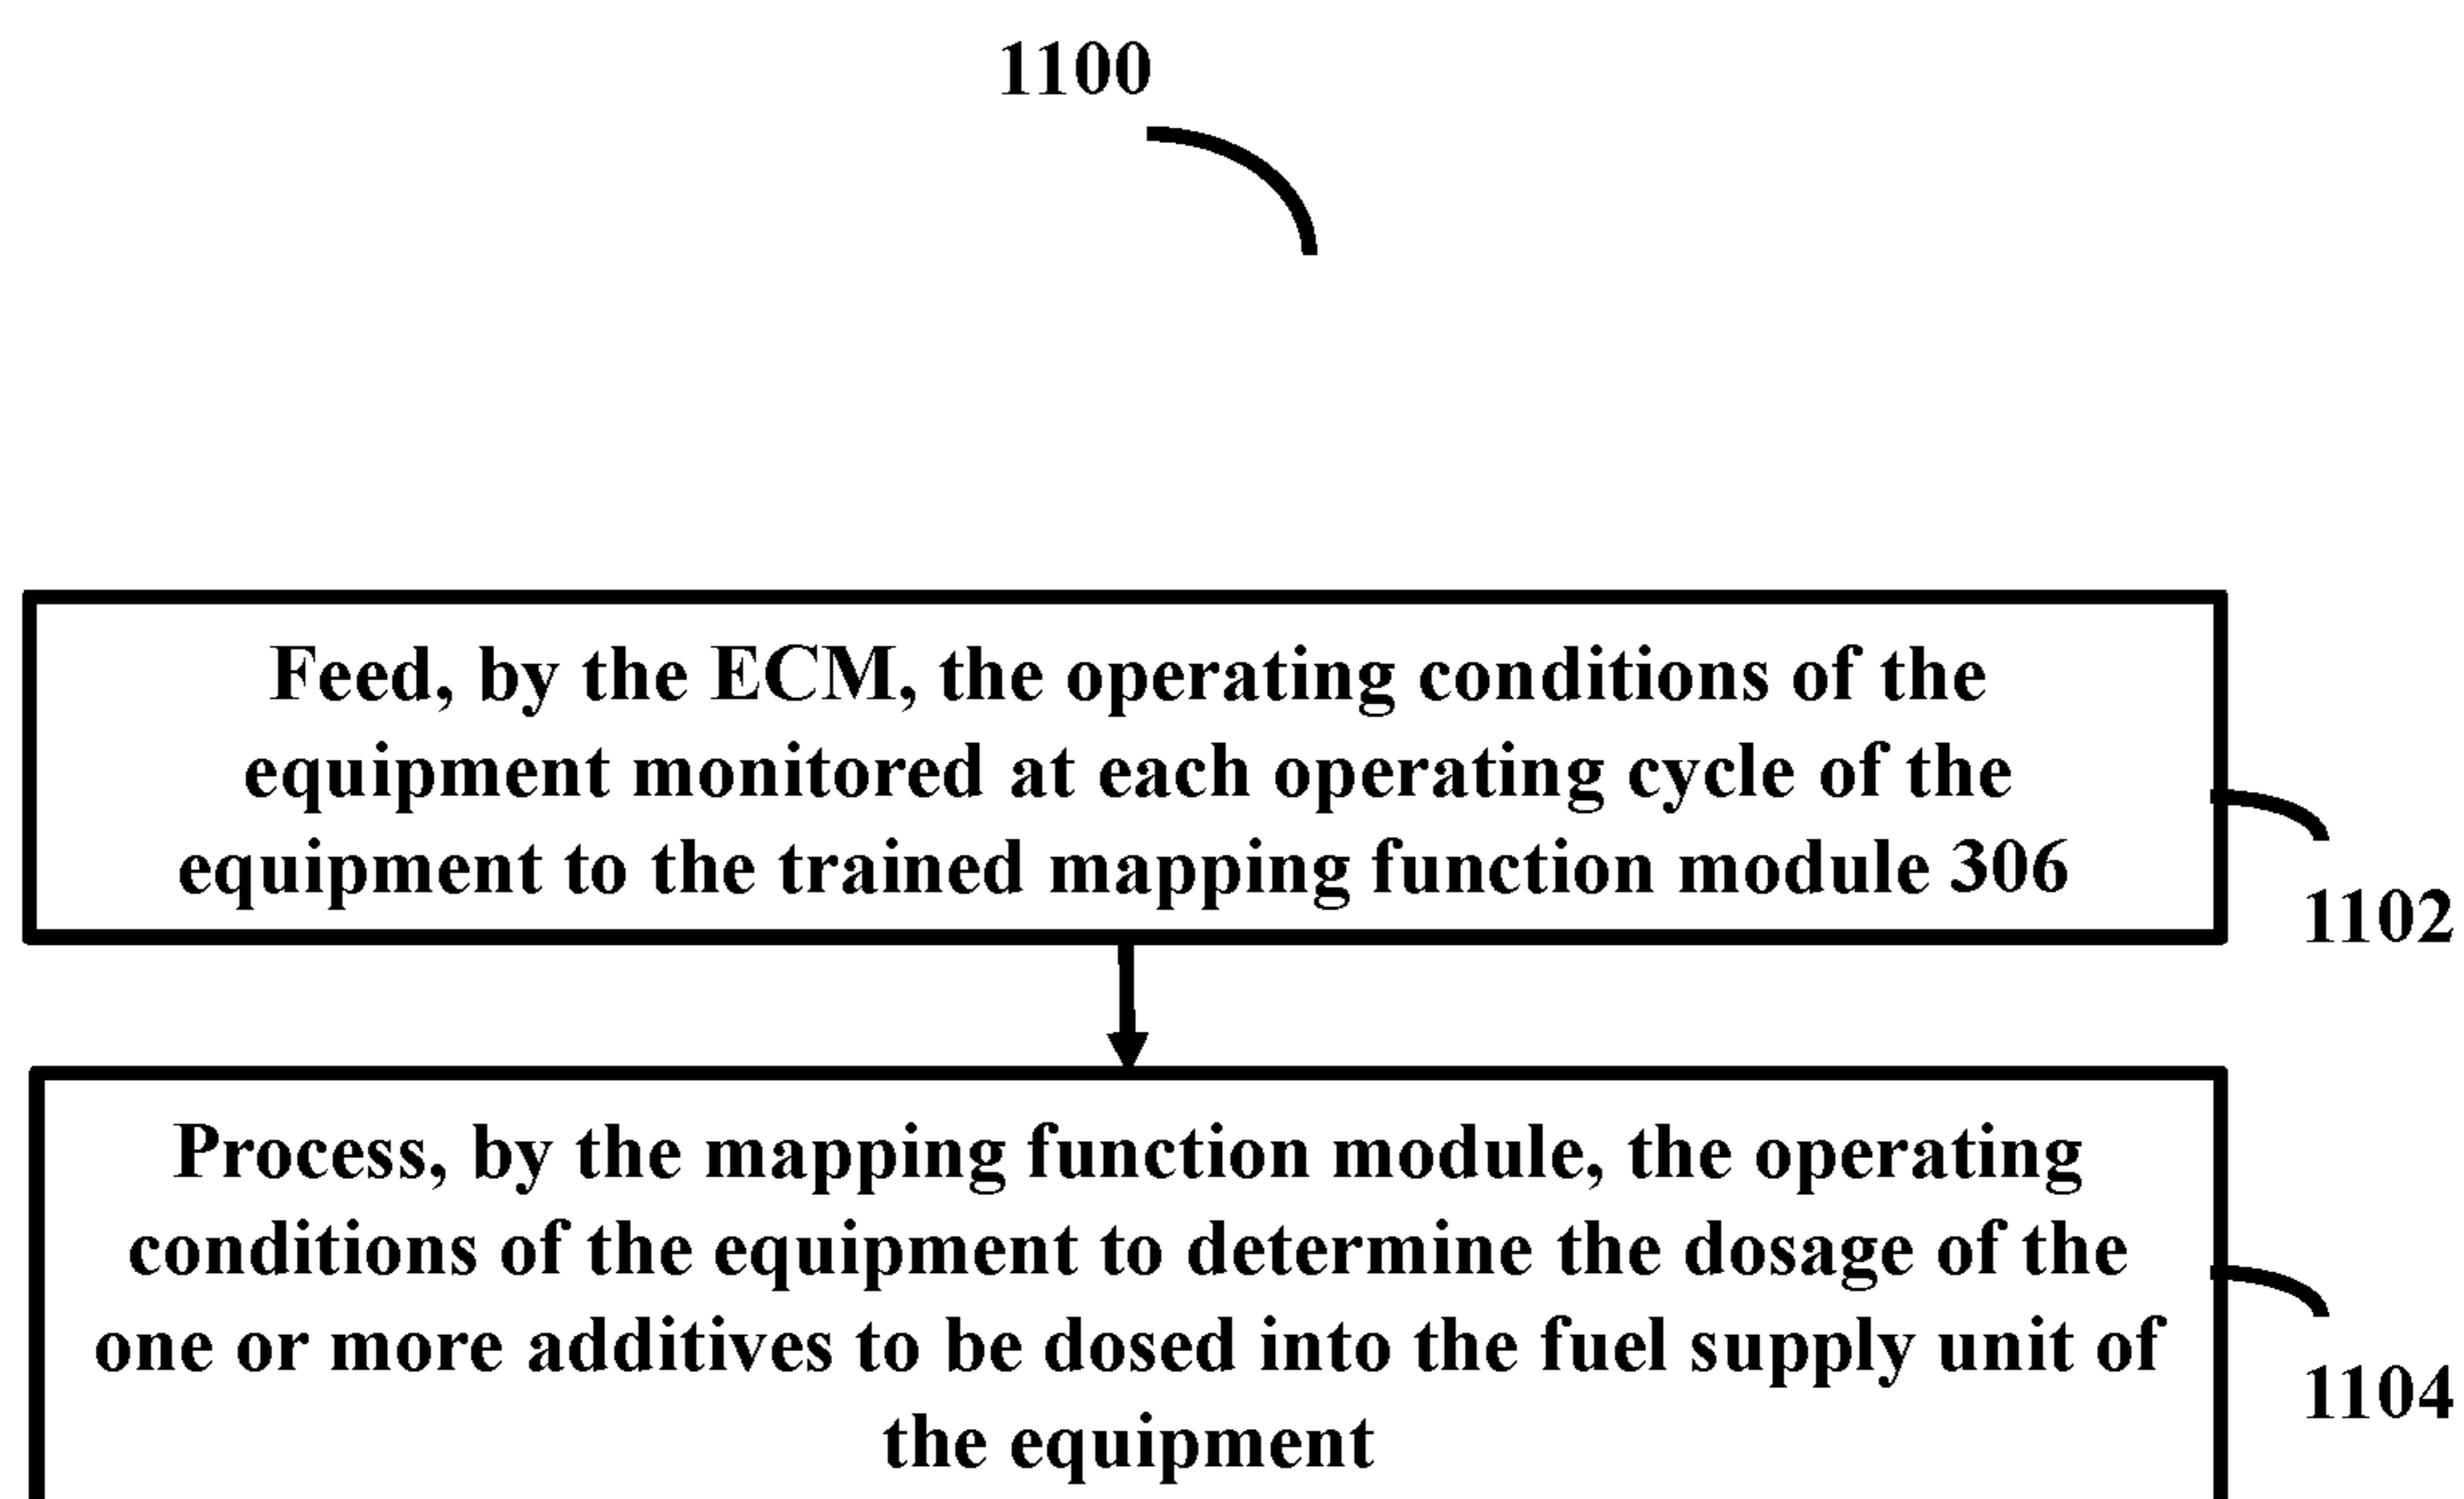 1100
Feed, by the ECM, the operating conditions of the
equipment monitored at each operating cycle of the
equipment to the trained mapping function module 306
1102
Process, by the mapping function module, the operating
conditions of the equipment to determine the dosage of the
one or more additives to be dosed into the fuel supply unit of
the equipment
1104